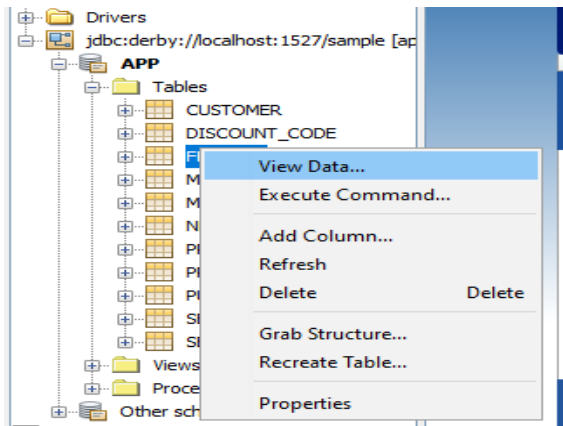 Drivers
jdbc:derby://localhost:1527/sample [ap
APP
Tables
CUSTOMER
DISCOUNT_CODE
View Data...
Execute Command...
Add Column...
Refresh
Delete Delete
Grab Structure...
Recreate Table...
Properties
Views
Proce
Other sch